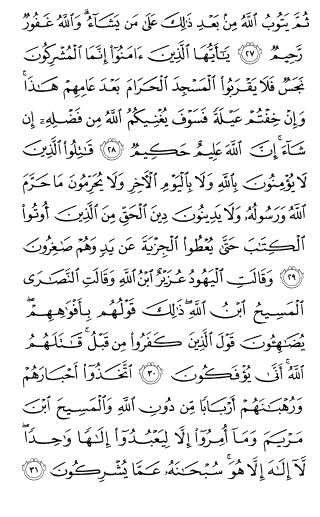 ثُمَّ يَتُوبُ ٱللَّهُ مِنۢ بَعْدِ ذَٰلِكَ عَلَىٰ مَن يَشَآءُ ۗ وَٱللَّهُ غَفُورٌ
رَّحِيمٌ ٢٧ يَٰٓأَيُّهَا ٱلَّذِينَ ءَامَنُوٓا۟ إِنَّمَا ٱلْمُشْرِكُونَ
نَجَسٌ فَلَا يَقْرَبُوا۟ ٱلْمَسْجِدَ ٱلْحَرَامَ بَعْدَ عَامِهِمْ هَٰذَا ۚ
وَإِنْ خِفْتُمْ عَيْلَةً فَسَوْفَ يُغْنِيكُمُ ٱللَّهُ مِن فَضْلِهِۦٓ إِن
شَآءَ ۚ إِنَّ ٱللَّهَ عَلِيمٌ حَكِيمٌ ٢٨ قَٰتِلُوا۟ ٱلَّذِينَ
لَا يُؤْمِنُونَ بِٱللَّهِ وَلَا بِٱلْيَوْمِ ٱلْءَاخِرِ وَلَا يُحَرِّمُونَ مَا حَرَّمَ
ٱللَّهُ وَرَسُولُهُۥ وَلَا يَدِينُونَ دِينَ ٱلْحَقِّ مِنَ ٱلَّذِينَ أُوتُوا۟
ٱلْكِتَٰبَ حَتَّىٰ يُعْطُوا۟ ٱلْجِزْيَةَ عَن يَدٍ وَهُمْ صَٰغِرُونَ
٢٩ وَقَالَتِ ٱلْيَهُودُ عُزَيْرٌ ٱبْنُ ٱللَّهِ وَقَالَتِ ٱلنَّصَٰرَى
ٱلْمَسِيحُ ٱبْنُ ٱللَّهِ ۖ ذَٰلِكَ قَوْلُهُم بِأَفْوَٰهِهِمْ ۖ
يُضَٰهِـُٔونَ قَوْلَ ٱلَّذِينَ كَفَرُوا۟ مِن قَبْلُ ۚ قَٰتَلَهُمُ
ٱللَّهُ ۚ أَنَّىٰ يُؤْفَكُونَ ٣٠ ٱتَّخَذُوٓا۟ أَحْبَارَهُمْ
وَرُهْبَٰنَهُمْ أَرْبَابًا مِّن دُونِ ٱللَّهِ وَٱلْمَسِيحَ ٱبْنَ
مَرْيَمَ وَمَآ أُمِرُوٓا۟ إِلَّا لِيَعْبُدُوٓا۟ إِلَٰهًا وَٰحِدًا ۖ
لَّآ إِلَٰهَ إِلَّا هُوَ ۚ سُبْحَٰنَهُۥ عَمَّا يُشْرِكُونَ ٣١